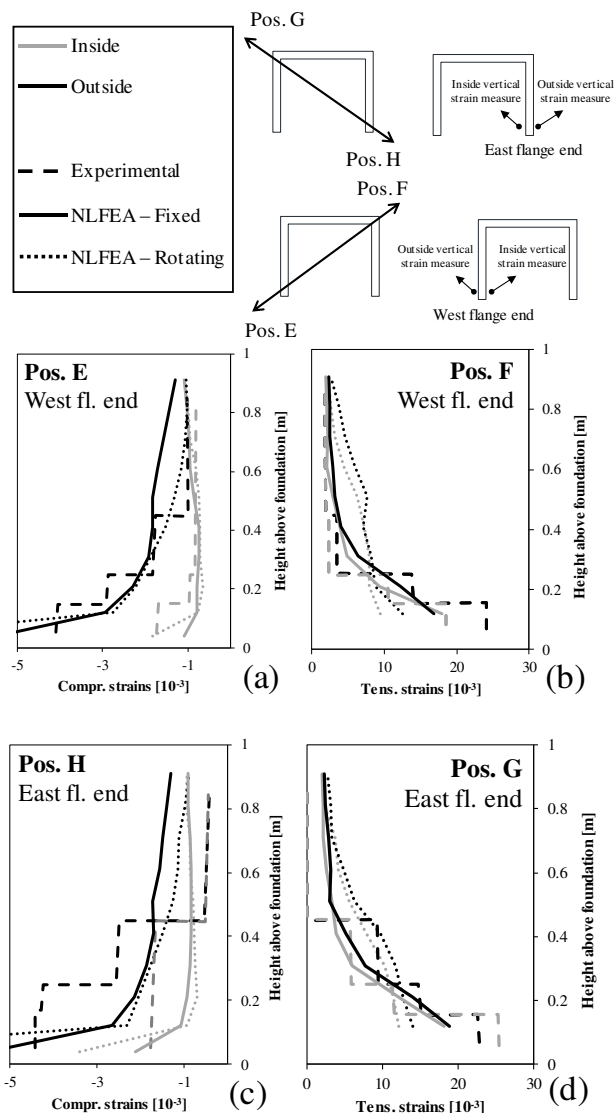 Pos. G
Inside
Outside
Experimental
NLFEA – Fixed
NLFEA – Rotating
Inside vertical
strain measure
Outside vertical
strain measure
East flange end
Pos. H
Pos. F
Outside vertical
strain measure
Inside vertical
strain measure
West flange end
Pos. E
Pos. E
West fl. end
1
0.8
0.6
0.4
0.2
0
Height above foundation [m]
-5
-3
-1
Compr. strains [10-3]
(a)
Pos. F
West fl. end
1
0.8
0.6
0.4
0.2
0
Height above foundation [m]
0
10
20
30
Tens. strains [10-3]
(b)
Pos. H
East fl. end
1
0.8
0.6
0.4
0.2
0
Height above foundation [m]
-5
-3
-1
Compr. strains [10-3]
(c)
Pos. G
East fl. end
1
0.8
0.6
0.4
0.2
0
Height above foundation [m]
0
10
20
30
Tens. strains [10-3]
(d)